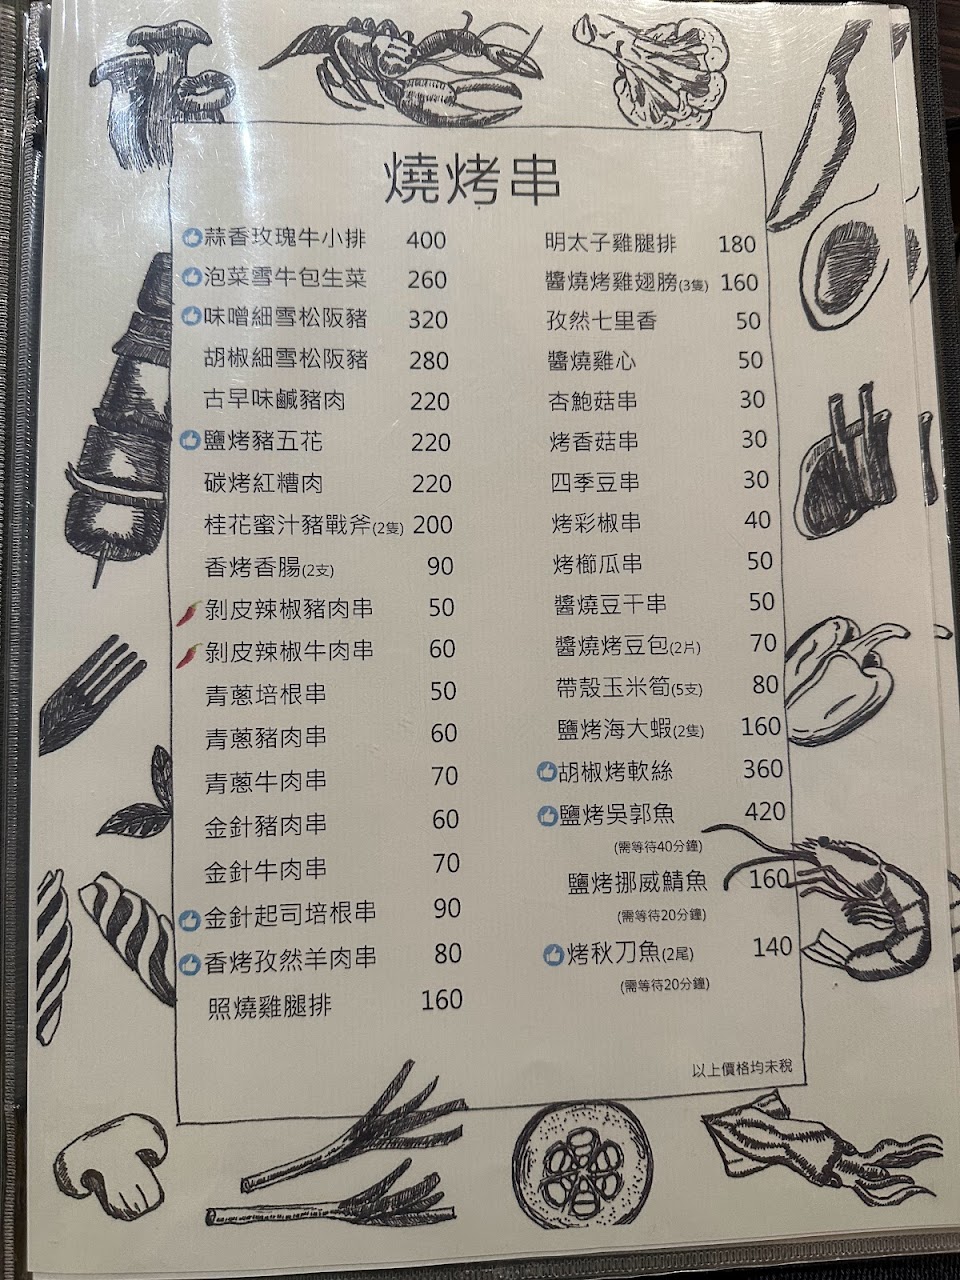 燒烤串
蒜香玫瑰牛小排 400
泡菜雪牛包生菜 260
味噌細雪松阪豬 320
胡椒細雪松阪豬 280
古早味鹹豬肉 220
鹽烤豬五花 220
碳烤紅糟肉 220
桂花蜜汁豬戰斧(2隻) 200
香烤香腸(2支) 90
剝皮辣椒豬肉串 50
剝皮辣椒牛肉串 60
青蔥培根串 50
青蔥豬肉串 60
青蔥牛肉串 70
金針豬肉串 60
金針牛肉串 70
金針起司培根串 90
香烤孜然羊肉串 80
照燒雞腿排 160
明太子雞腿排 180
醬燒烤雞翅膀(3隻) 160
孜然七里香 50
醬燒雞心 50
杏鮑菇串 30
烤香菇串 30
四季豆串 30
烤彩椒串 40
烤櫛瓜串 50
醬燒豆干串 50
醬燒烤豆包(2片) 70
帶殼玉米筍(5支) 80
鹽烤海大蝦(2隻) 160
胡椒烤軟絲 360
鹽烤吳郭魚 420
(需等待40分鐘)
鹽烤挪威鯖魚 160
(需等待20分鐘)
烤秋刀魚(2尾) 140
(需等待20分鐘)
以上價格均未稅